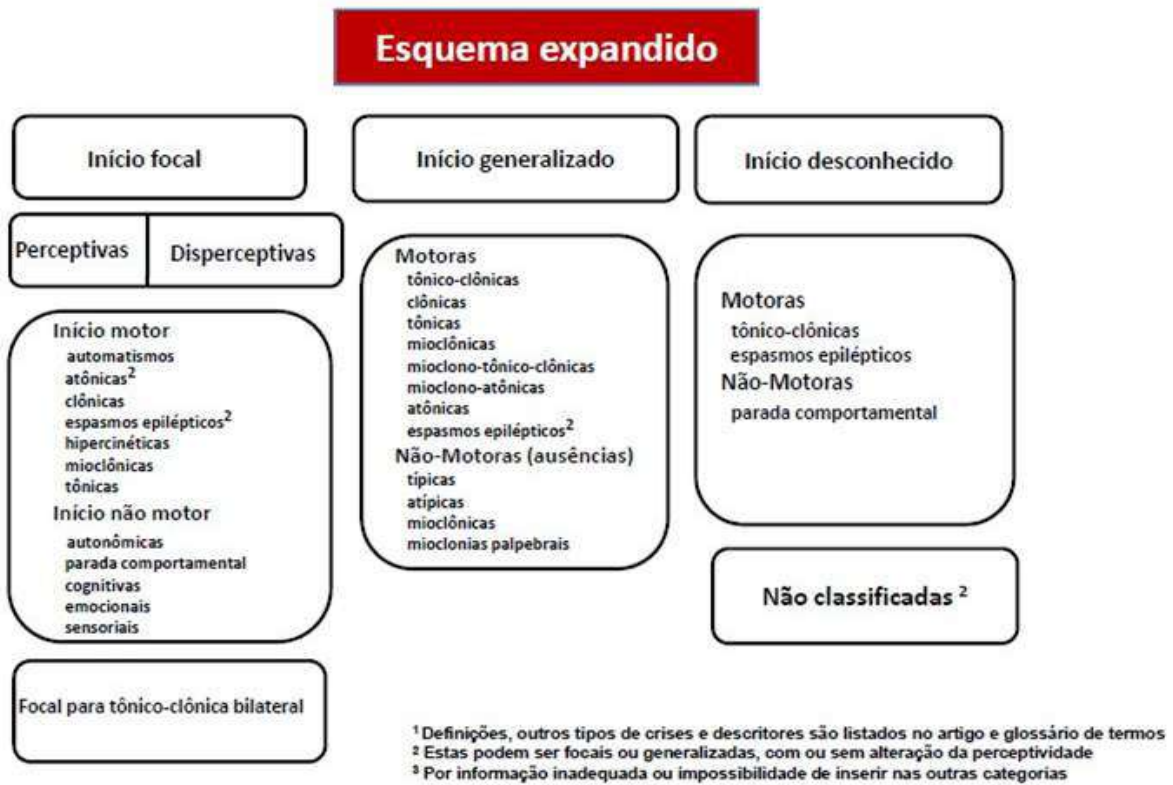 Esquema expandido
Início focal
Perceptivas
Disperceptivas
Início motor
automatismos
atônicas²
clônicas
espasmos epilépticos²
hipercinéticas
mioclônicas
tônicas
Início não motor
autonômicas
parada comportamental
cognitivas
emocionais
sensoriais
Focal para tônico-clônica bilateral
Início generalizado
Motoras
tônico-clônicas
clônicas
tônicas
mioclônicas
mioclono-tônico-clônicas
mioclono-atônicas
atônicas
espasmos epilépticos²
Não-Motoras (ausências)
típicas
atípicas
mioclônicas
mioclonias palpebrais
Início desconhecido
Motoras
tônico-clônicas
espasmos epilépticos
Não-Motoras
parada comportamental
Não classificadas ²
¹ Definições, outros tipos de crises e descritores são listados no artigo e glossário de termos
² Estas podem ser focais ou generalizadas, com ou sem alteração da perceptividade
³ Por informação inadequada ou impossibilidade de inserir nas outras categorias